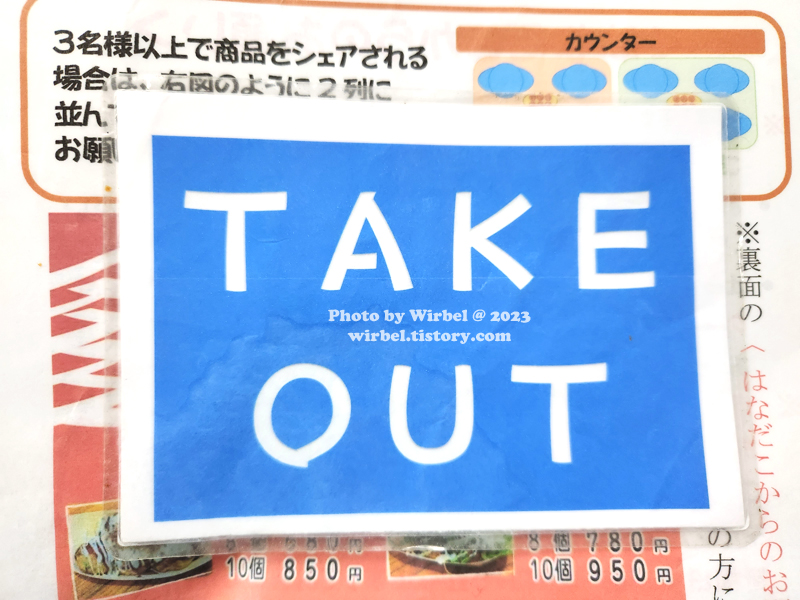 3名様以上で商品をシェアされる
場合は、右図のように2列に
並ん
お願い
カウンター
TAKE
OUT
Photo by Wirbel @ 2023
wirbel.tistory.com
※裏面の
へ はなだこからのお
の方に
8個 780円
10個 850円
10個 950円